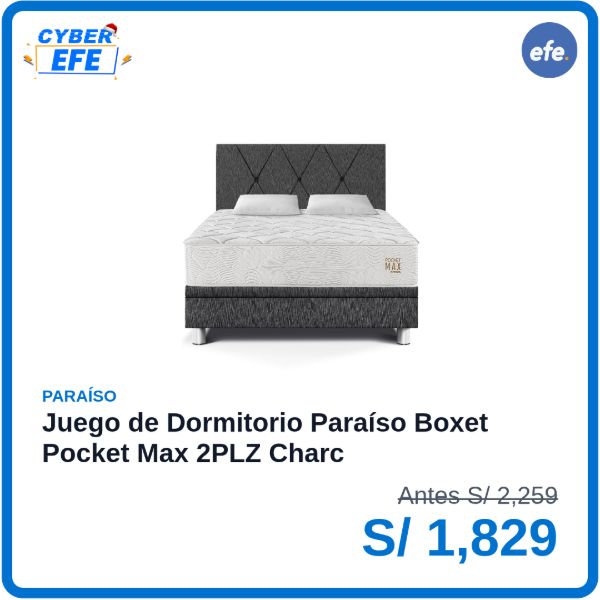 CYBER
EFE
efe.
POCKET
MAX
PARAÍSO
Juego de Dormitorio Paraíso Boxet
Pocket Max 2PLZ Charc
Antes S/ 2,259
S/ 1,829